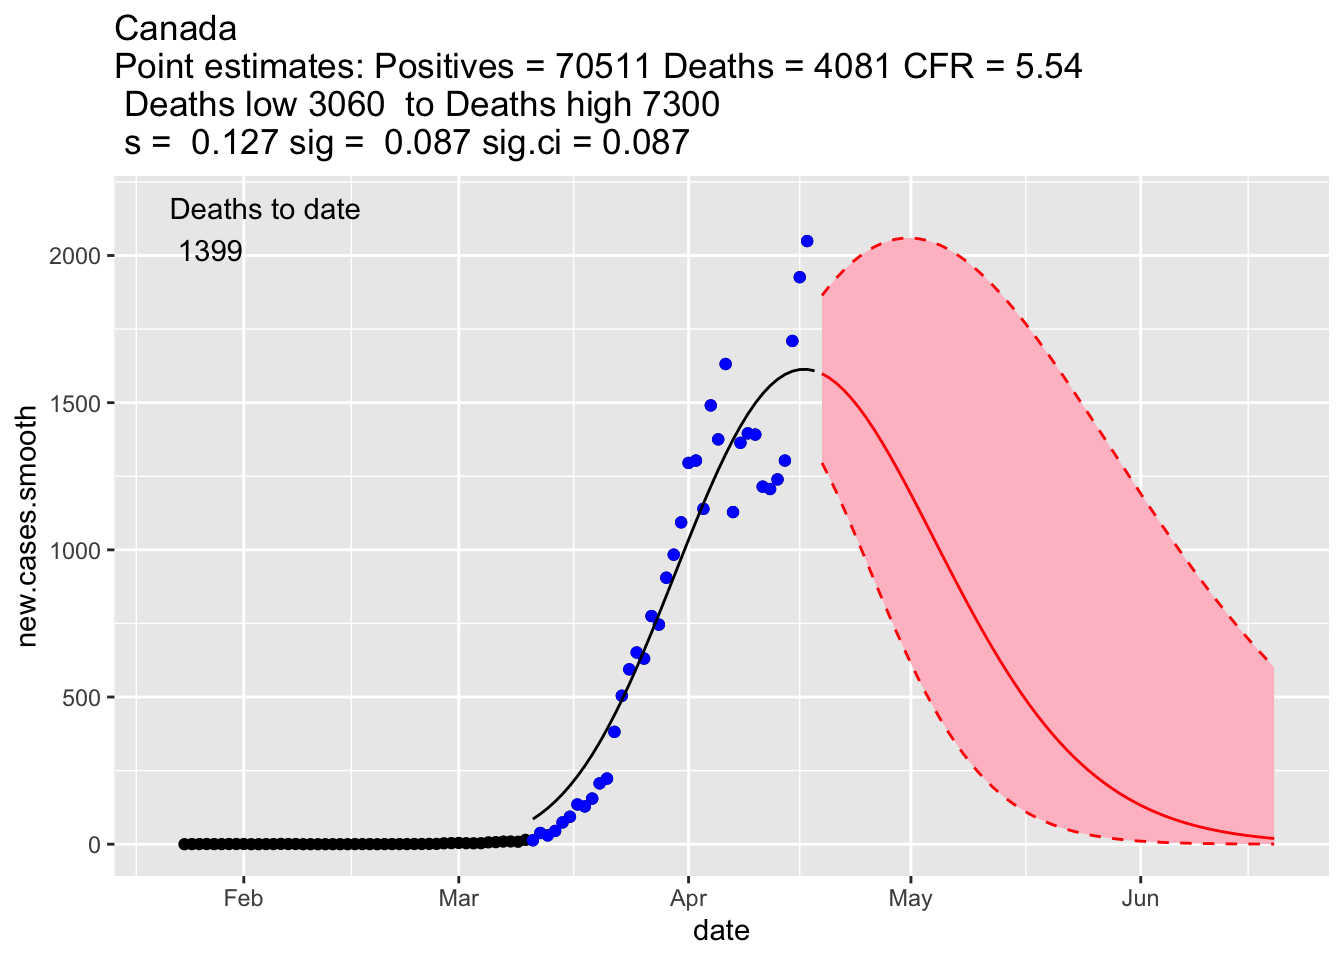 Canada
Point estimates: Positives = 70511 Deaths = 4081 CFR = 5.54
Deaths low 3060  to Deaths high 7300
s =  0.127 sig =  0.087 sig.ci = 0.087
Deaths to date
1399
2000
1500
1000
500
0
new.cases.smooth
Feb Mar Apr May Jun
date